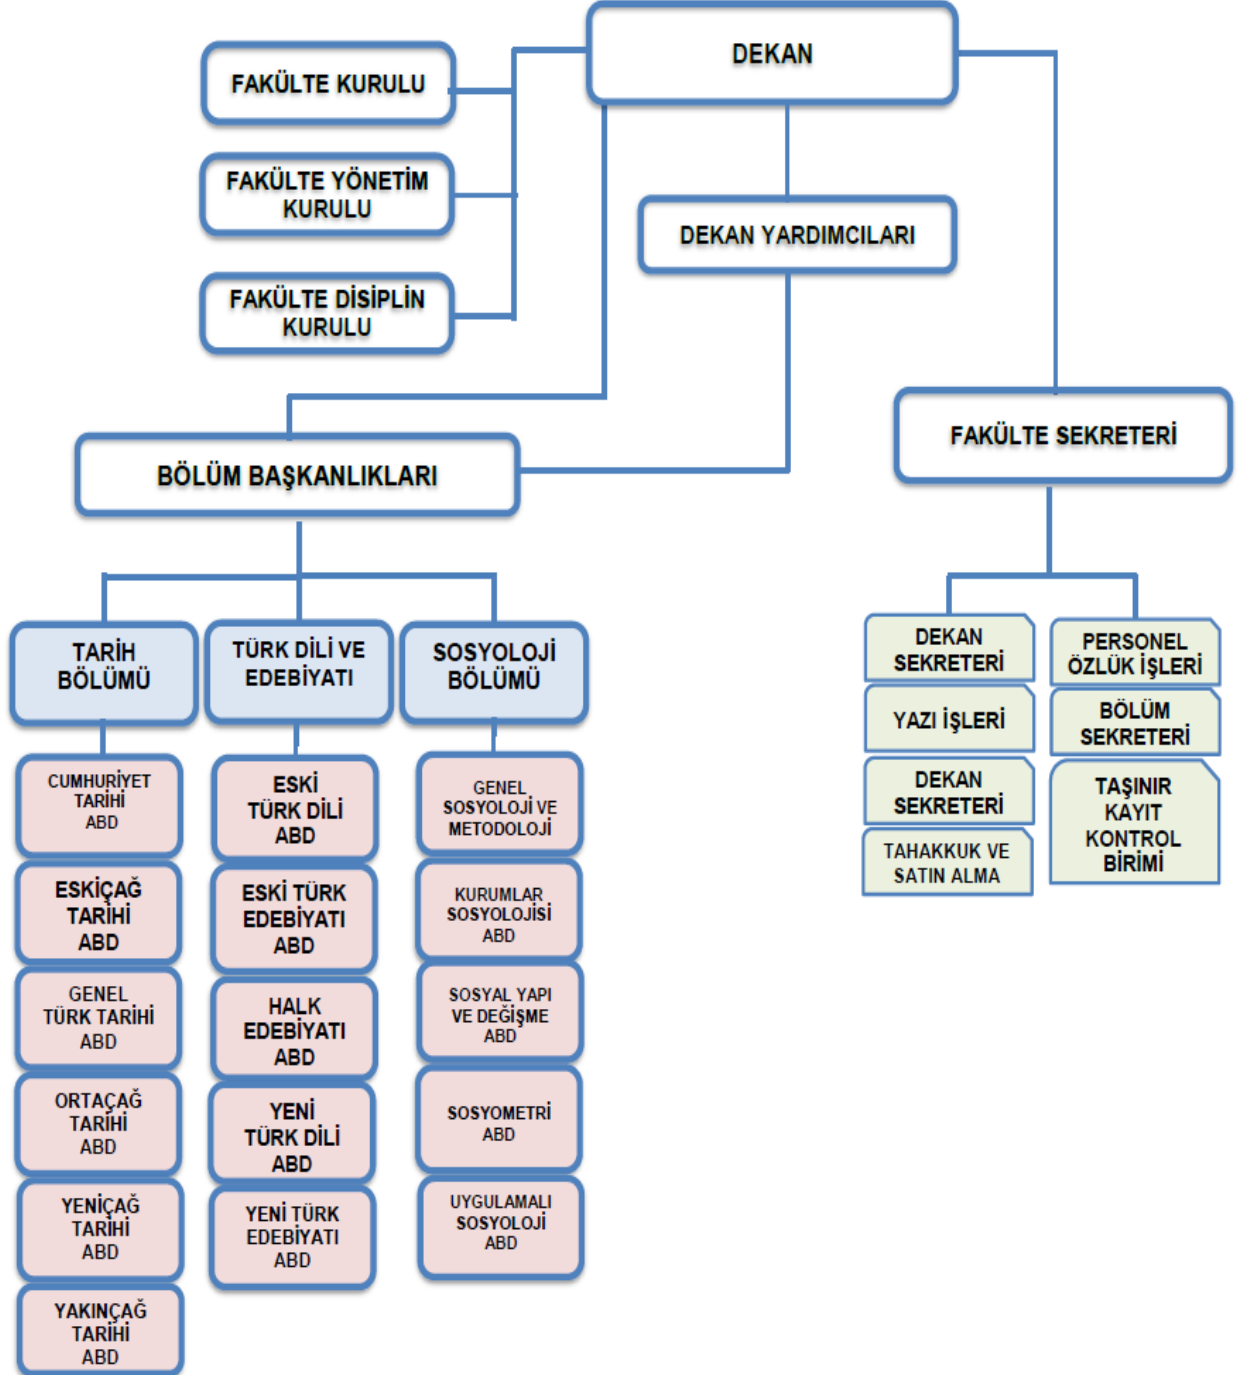 DEKAN
FAKÜLTE KURULU
FAKÜLTE YÖNETİM
KURULU
DEKAN YARDIMCILARI
FAKÜLTE DİSİPLİN
KURULU
FAKÜLTE SEKRETERİ
BÖLÜM BAŞKANLIKLARI
TARİH
BÖLÜMÜ
CUMHURİYET
TARİHİ
ABD
ESKİÇAĞ
TARİHİ
ABD
GENEL
TÜRK TARİHİ
ABD
ORTAÇAĞ
TARİHİ
ABD
YENİÇAĞ
TARİHİ
ABD
YAKINÇAĞ
TARİHİ
ABD
TÜRK DİLİ VE
EDEBİYATI
ESKİ
TÜRK DİLİ
ABD
ESKİ TÜRK
EDEBİYATI
ABD
HALK
EDEBİYATI
ABD
YENİ
TÜRK DİLİ
ABD
YENİ TÜRK
EDEBİYATI
ABD
SOSYOLOJİ
BÖLÜMÜ
GENEL
SOSYOLOJİ VE
METODOLOJİ
KURUMLAR
SOSYOLOJİSİ
ABD
SOSYAL YAPI
VE DEĞİŞME
ABD
SOSYOMETRİ
ABD
UYGULAMALI
SOSYOLOJİ
ABD
DEKAN
SEKRETERİ
YAZI İŞLERİ
DEKAN
SEKRETERİ
TAHAKKUK VE
SATIN ALMA
PERSONEL
ÖZLÜK İŞLERİ
BÖLÜM
SEKRETERİ
TAŞINIR
KAYIT
KONTROL
BİRİMİ